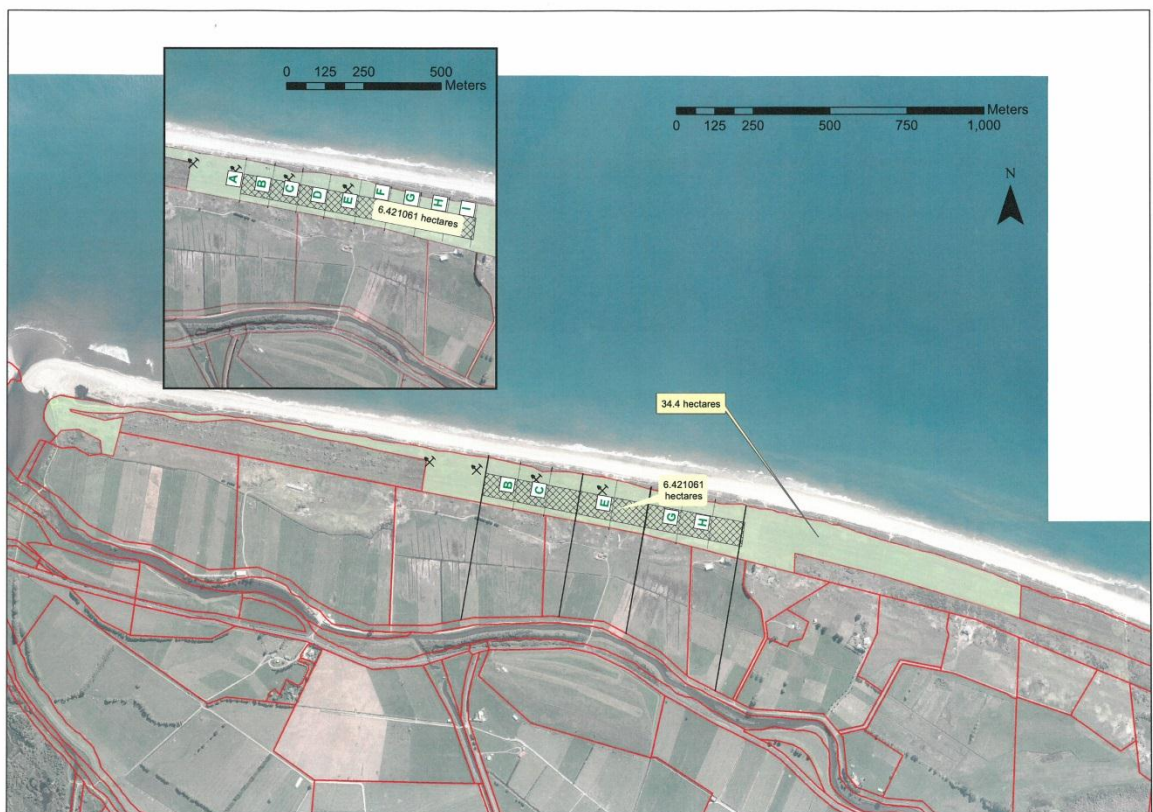 0 125 250 500
Meters
A
B
C
D
E
F
G
H
I
6.421061 hectares
Meters
0 125 250 500 750 1,000
N
34.4 hectares
B
C
E
G
H
6.421061
hectares